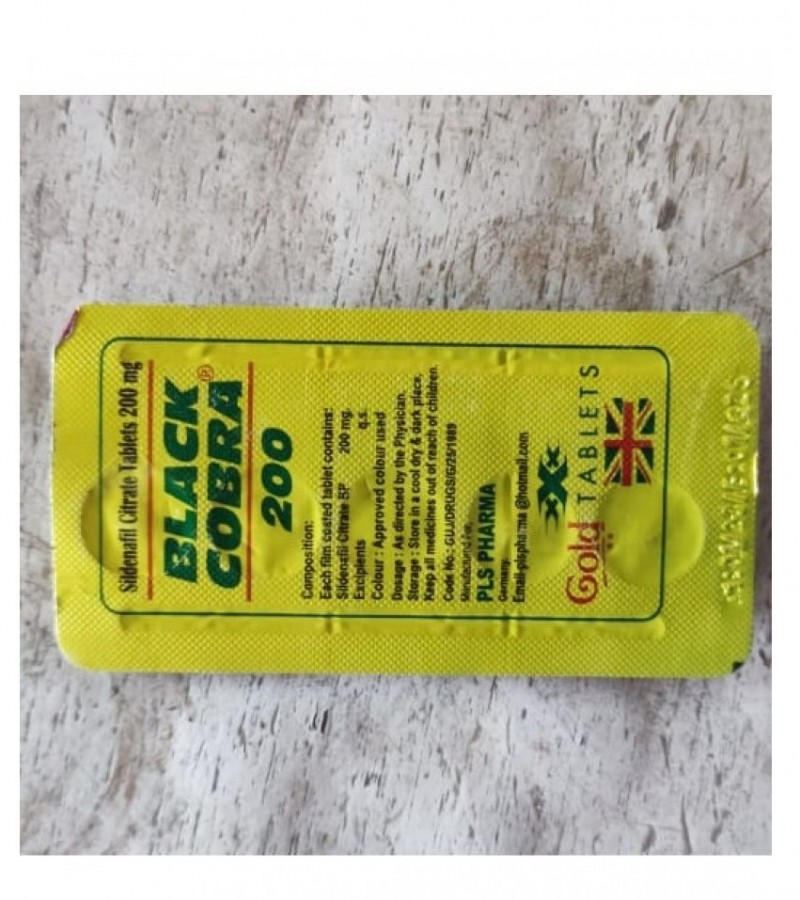 Sildenafil Citrate Tablets 200 mg
BLACK
COBRA ®
200
Composition:
Each film coated tablet contains:
Sildenafil Citrate BP 200 mg.
Excipients q.s.
Colour : Approved colour used
Dosage : As directed by the Physician.
Storage : Store in a cool dry & dark place,
Keep all medicines out of reach of children.
Code No.: GUJ/DRUGS/G/25/1989
PLS PHARMA
Germany.
xXx
Gold TABLETS